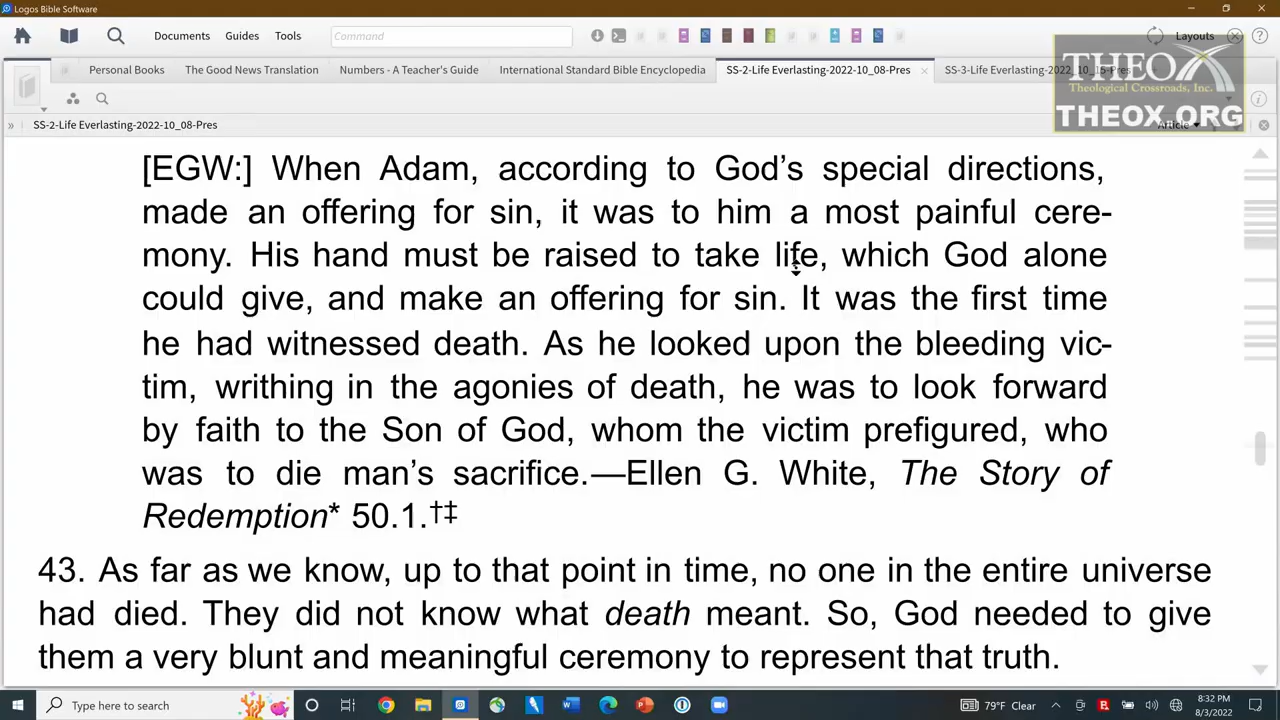 Logos Bible Software
Documents Guides Tools Command Layouts
Personal Books The Good News Translation Guide International Standard Bible Encyclopedia SS-2-Life Everlasting-2022-10_08-Pres SS-3-Life Everlasting-2022_10_15-Pres
THEOX
Theological Crossroads, Inc.
THEOX.ORG
SS-2-Life Everlasting-2022-10_08-Pres Article
[EGW:] When Adam, according to God’s special directions,
made an offering for sin, it was to him a most painful cere-
mony. His hand must be raised to take life, which God alone
could give, and make an offering for sin. It was the first time
he had witnessed death. As he looked upon the bleeding vic-
tim, writhing in the agonies of death, he was to look forward
by faith to the Son of God, whom the victim prefigured, who
was to die man’s sacrifice.—Ellen G. White, The Story of
Redemption* 50.1.†‡
43. As far as we know, up to that point in time, no one in the entire universe
had died. They did not know what death meant. So, God needed to give
them a very blunt and meaningful ceremony to represent that truth.
Type here to search 79°F Clear 8:32 PM
8/3/2022